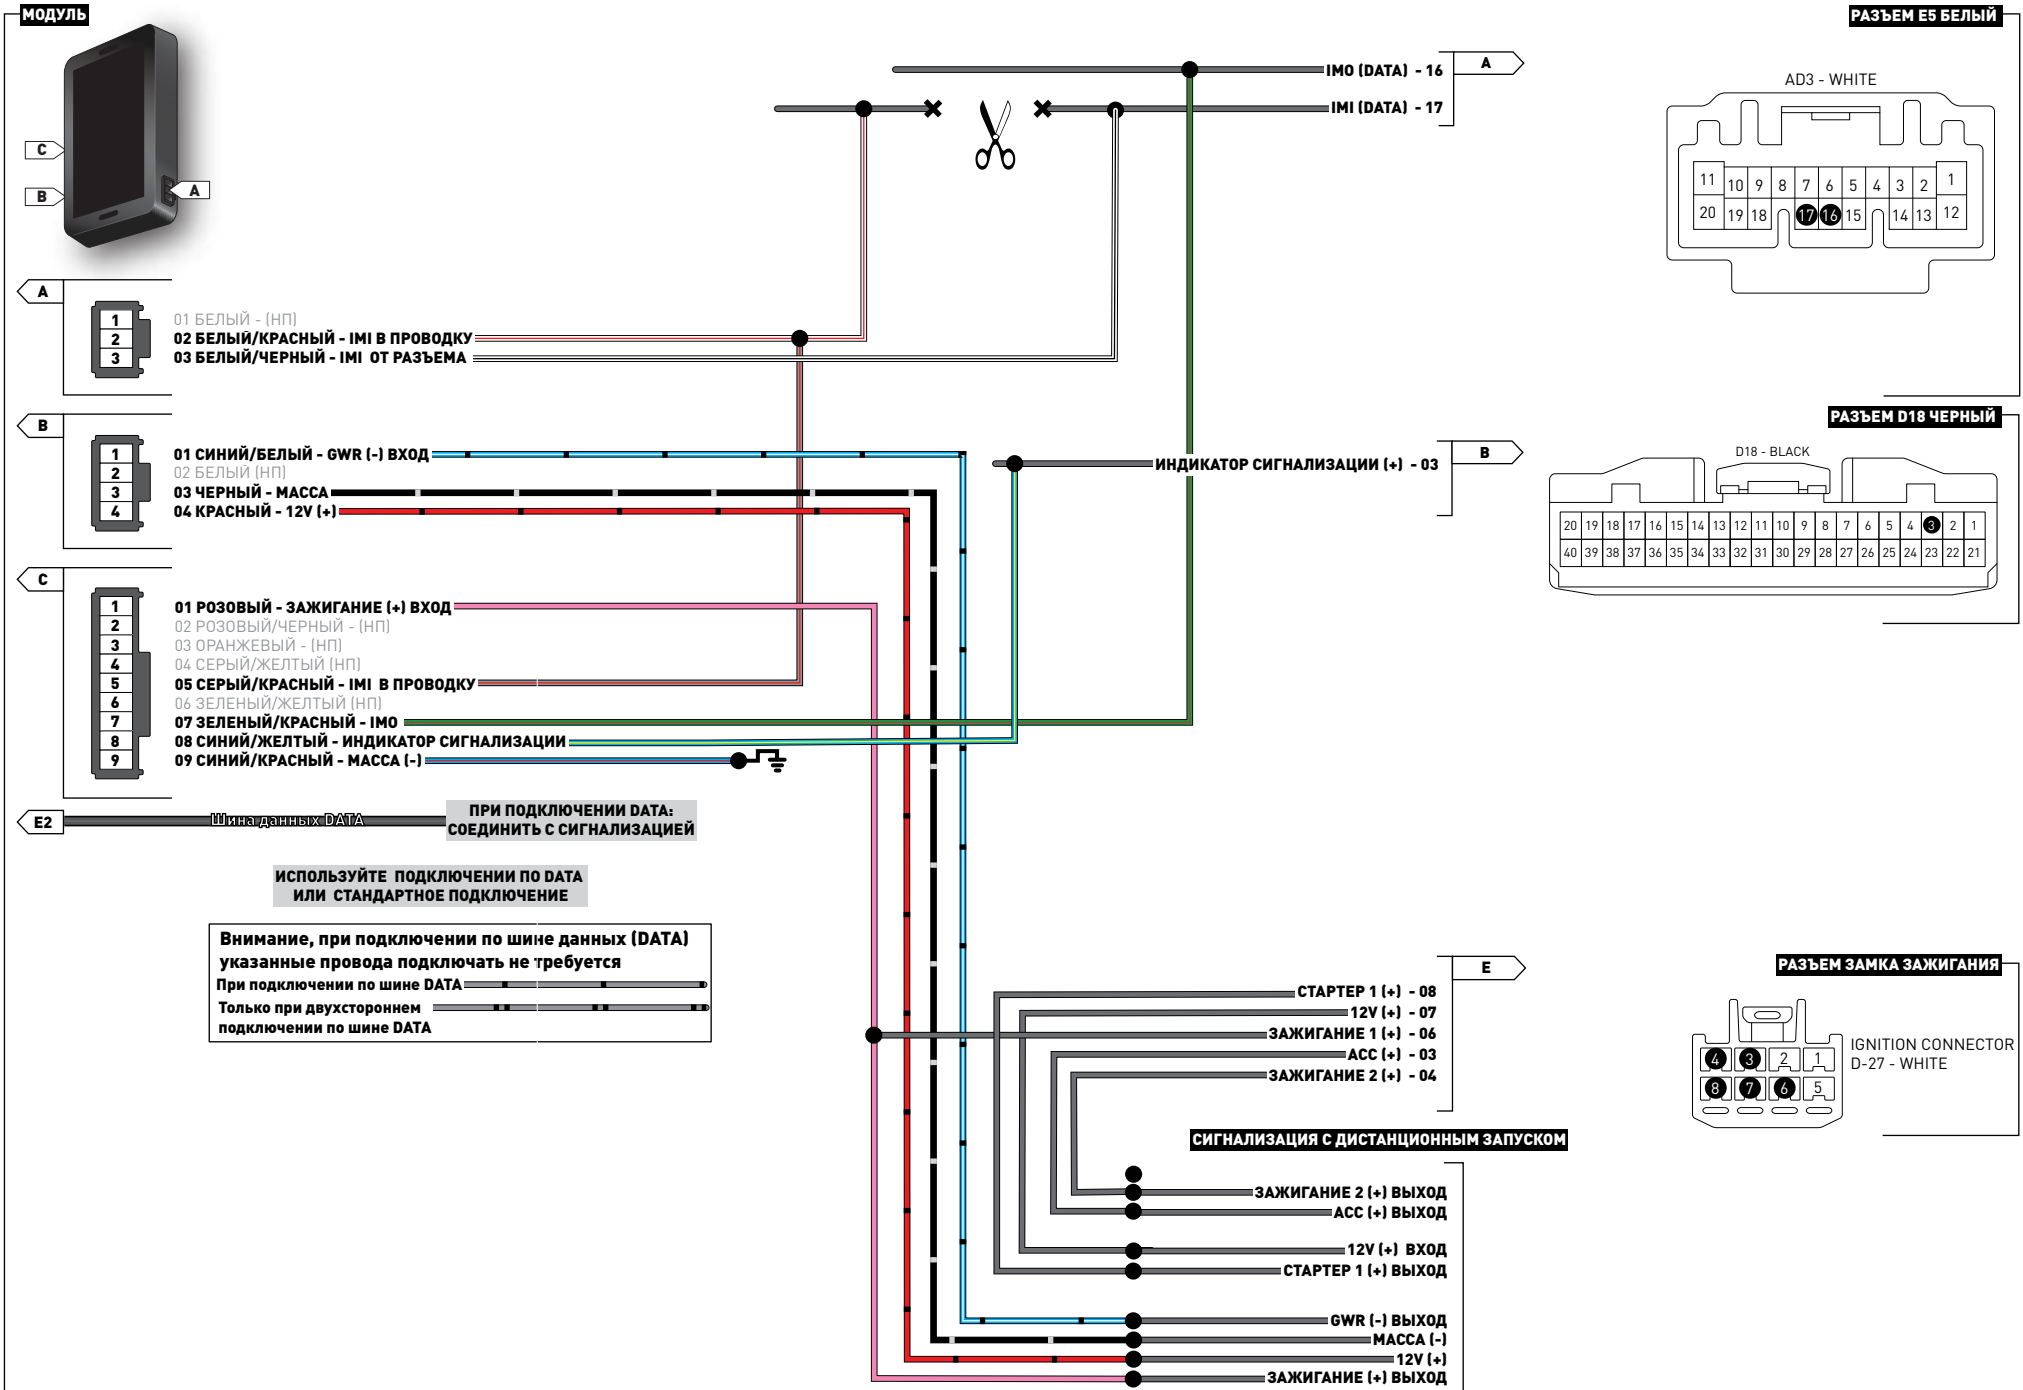 МОДУЛЬ
C
B
A
IMO (DATA) - 16
A
IMI (DATA) - 17
РАЗЪЕМ E5 БЕЛЫЙ
AD3 - WHITE
11 10 9 8 7 6 5 4 3 2 1
20 19 18 17 16 15 14 13 12
A
1 01 БЕЛЫЙ - (НП)
2 02 БЕЛЫЙ/КРАСНЫЙ - IMI В ПРОВОДКУ
3 03 БЕЛЫЙ/ЧЕРНЫЙ - IMI ОТ РАЗЪЕМА
B
1 01 СИНИЙ/БЕЛЫЙ - GWR (-) ВХОД
2 02 БЕЛЫЙ (НП)
3 03 ЧЕРНЫЙ - МАССА
4 04 КРАСНЫЙ - 12V (+)
ИНДИКАТОР СИГНАЛИЗАЦИИ (+) - 03
B
РАЗЪЕМ D18 ЧЕРНЫЙ
D18 - BLACK
20 19 18 17 16 15 14 13 12 11 10 9 8 7 6 5 4 3 2 1
40 39 38 37 36 35 34 33 32 31 30 29 28 27 26 25 24 23 22 21
C
1 01 РОЗОВЫЙ - ЗАЖИГАНИЕ (+) ВХОД
2 02 РОЗОВЫЙ/ЧЕРНЫЙ - (НП)
3 03 ОРАНЖЕВЫЙ - (НП)
4 04 СЕРЫЙ/ЖЕЛТЫЙ (НП)
5 05 СЕРЫЙ/КРАСНЫЙ - IMI В ПРОВОДКУ
6 06 ЗЕЛЕНЫЙ/ЖЕЛТЫЙ (НП)
7 07 ЗЕЛЕНЫЙ/КРАСНЫЙ - IMO
8 08 СИНИЙ/ЖЕЛТЫЙ - ИНДИКАТОР СИГНАЛИЗАЦИИ
9 09 СИНИЙ/КРАСНЫЙ - МАССА (-)
E2
Шина данных DATA
ПРИ ПОДКЛЮЧЕНИИ DATA:
СОЕДИНИТЬ С СИГНАЛИЗАЦИЕЙ
ИСПОЛЬЗУЙТЕ ПОДКЛЮЧЕНИИ ПО DATA
ИЛИ СТАНДАРТНОЕ ПОДКЛЮЧЕНИЕ
Внимание, при подключении по шине данных (DATA)
указанные провода подключать не требуется
При подключении по шине DATA
Только при двухстороннем
подключении по шине DATA
E
СТАРТЕР 1 (+) - 08
12V (+) - 07
ЗАЖИГАНИЕ 1 (+) - 06
ACC (+) - 03
ЗАЖИГАНИЕ 2 (+) - 04
РАЗЪЕМ ЗАМКА ЗАЖИГАНИЯ
4 3 2 1
8 7 6 5
IGNITION CONNECTOR
D-27 - WHITE
СИГНАЛИЗАЦИЯ С ДИСТАНЦИОННЫМ ЗАПУСКОМ
ЗАЖИГАНИЕ 2 (+) ВЫХОД
ACC (+) ВЫХОД
12V (+) ВХОД
СТАРТЕР 1 (+) ВЫХОД
GWR (-) ВЫХОД
МАССА (-)
12V (+)
ЗАЖИГАНИЕ (+) ВЫХОД